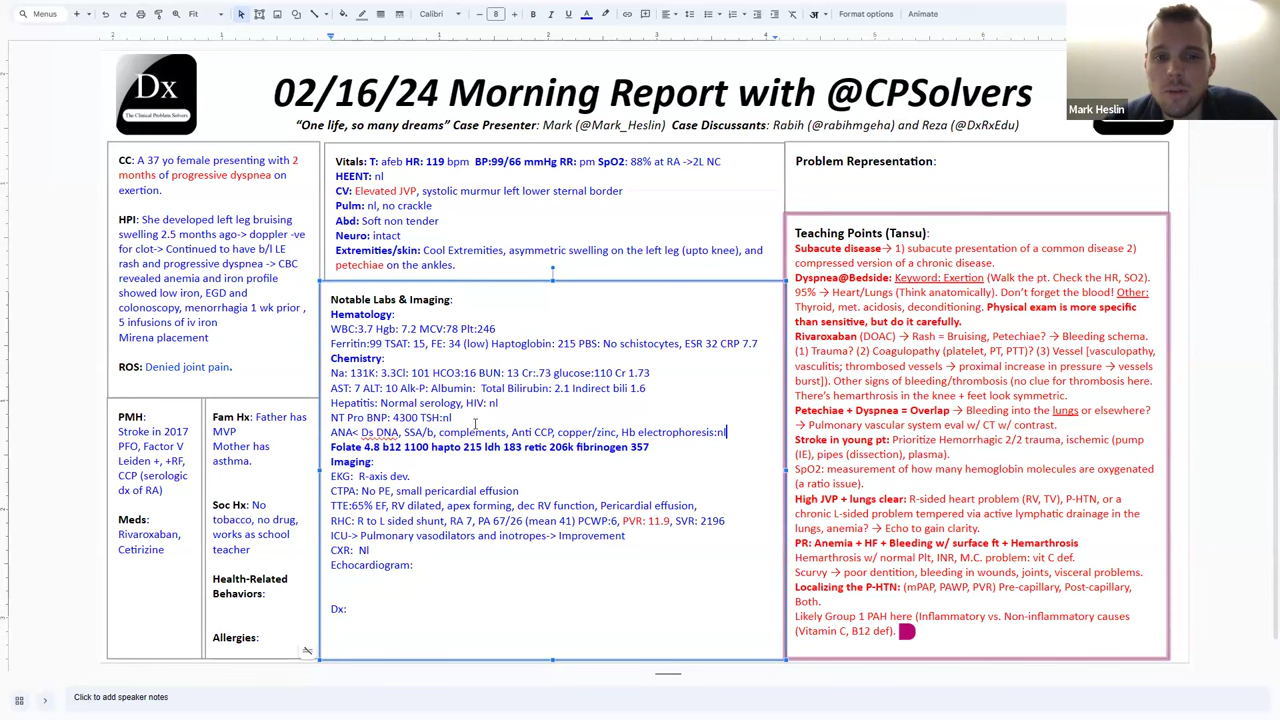 Menus
Fit
Calibri
8
B
I
U
A
Format options
Animate
2
1
1
2
3
4
5
6
Dx
The Clinical Problem Solvers
02/16/24 Morning Report with @CPSolvers
“One life, so many dreams” Case Presenter: Mark (@Mark_Heslin) Case Discussants: Rabih (@rabihmgeha) and Reza (@DxRxEdu)
Mark Heslin
CC: A 37 yo female presenting with 2
months of progressive dyspnea on
exertion.
HPI: She developed left leg bruising
swelling 2.5 months ago-> doppler -ve
for clot-> Continued to have b/l LE
rash and progressive dyspnea -> CBC
revealed anemia and iron profile
showed low iron, EGD and
colonoscopy, menorrhagia 1 wk prior ,
5 infusions of iv iron
Mirena placement
ROS: Denied joint pain.
PMH:
Stroke in 2017
PFO, Factor V
Leiden +, +RF,
CCP (serologic
dx of RA)
Meds:
Rivaroxaban,
Cetirizine
Fam Hx: Father has
MVP
Mother has
asthma.
Soc Hx: No
tobacco, no drug,
works as school
teacher
Health-Related
Behaviors:
Allergies:
Vitals: T: afeb HR: 119 bpm BP:99/66 mmHg RR: pm SpO2: 88% at RA ->2L NC
HEENT: nl
CV: Elevated JVP, systolic murmur left lower sternal border
Pulm: nl, no crackle
Abd: Soft non tender
Neuro: intact
Extremities/skin: Cool Extremities, asymmetric swelling on the left leg (upto knee), and
petechiae on the ankles.
Notable Labs & Imaging:
Hematology:
WBC:3.7 Hgb: 7.2 MCV:78 Plt:246
Ferritin:99 TSAT: 15, FE: 34 (low) Haptoglobin: 215 PBS: No schistocytes, ESR 32 CRP 7.7
Chemistry:
Na: 131K: 3.3Cl: 101 HCO3:16 BUN: 13 Cr:.73 glucose:110 Cr 1.73
AST: 7 ALT: 10 Alk-P: Albumin: Total Bilirubin: 2.1 Indirect bili 1.6
Hepatitis: Normal serology, HIV: nl
NT Pro BNP: 4300 TSH:nl
ANA< Ds DNA, SSA/b, complements, Anti CCP, copper/zinc, Hb electrophoresis:nl
Folate 4.8 b12 1100 hapto 215 ldh 183 retic 206k fibrinogen 357
Imaging:
EKG: R-axis dev.
CTPA: No PE, small pericardial effusion
TTE:65% EF, RV dilated, apex forming, dec RV function, Pericardial effusion,
RHC: R to L sided shunt, RA 7, PA 67/26 (mean 41) PCWP:6, PVR: 11.9, SVR: 2196
ICU-> Pulmonary vasodilators and inotropes-> Improvement
CXR: Nl
Echocardiogram:
Dx:
Problem Representation:
Teaching Points (Tansu):
Subacute disease→ 1) subacute presentation of a common disease 2)
compressed version of a chronic disease.
Dyspnea@Bedside: Keyword: Exertion (Walk the pt. Check the HR, SO2).
95% → Heart/Lungs (Think anatomically). Don’t forget the blood! Other:
Thyroid, met. acidosis, deconditioning. Physical exam is more specific
than sensitive, but do it carefully.
Rivaroxaban (DOAC) → Rash = Bruising, Petechiae? → Bleeding schema.
(1) Trauma? (2) Coagulopathy (platelet, PT, PTT)? (3) Vessel [vasculopathy,
vasculitis; thrombosed vessels → proximal increase in pressure → vessels
burst]). Other signs of bleeding/thrombosis (no clue for thrombosis here).
There’s hemarthrosis in the knee + feet look symmetric.
Petechiae + Dyspnea = Overlap → Bleeding into the lungs or elsewhere?
→ Pulmonary vascular system eval w/ CT w/ contrast.
Stroke in young pt: Prioritize Hemorrhagic 2/2 trauma, ischemic (pump
(IE), pipes (dissection), plasma).
SpO2: measurement of how many hemoglobin molecules are oxygenated
(a ratio issue).
High JVP + lungs clear: R-sided heart problem (RV, TV), P-HTN, or a
chronic L-sided problem tempered via active lymphatic drainage in the
lungs, anemia? → Echo to gain clarity.
PR: Anemia + HF + Bleeding w/ surface ft + Hemarthrosis
Hemarthrosis w/ normal Plt, INR, M.C. problem: vit C def.
Scurvy → poor dentition, bleeding in wounds, joints, visceral problems.
Localizing the P-HTN: (mPAP, PAWP, PVR) Pre-capillary, Post-capillary,
Both.
Likely Group 1 PAH here (Inflammatory vs. Non-inflammatory causes
(Vitamin C, B12 def).
Click to add speaker notes